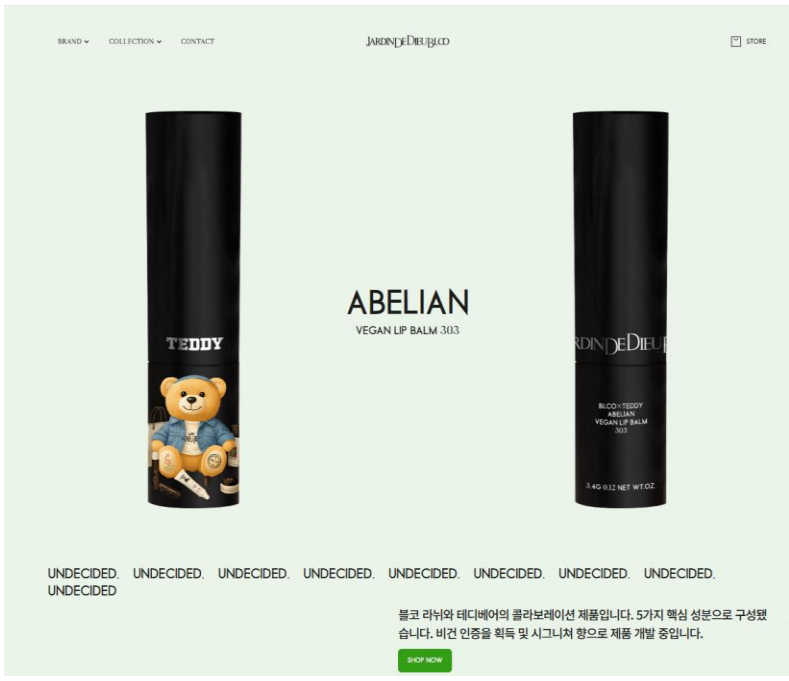 BRAND
COLLECTION
CONTACT
JARDINDEDIEUBLCO
STORE
TEDDY
ABELIAN
VEGAN LIP BALM 303
RDINDEDIEU
BLCO×TEDDY
ABELIAN
VEGAN LIP BALM
303
3.4G 0.12 NET WT.OZ.
UNDECIDED. UNDECIDED. UNDECIDED. UNDECIDED. UNDECIDED. UNDECIDED. UNDECIDED. UNDECIDED.
UNDECIDED
블코 라뉘와 테디베어의 콜라보레이션 제품입니다. 5가지 핵심 성분으로 구성됐
습니다. 비건 인증을 획득 및 시그니쳐 향으로 제품 개발 중입니다.
SHOP NOW